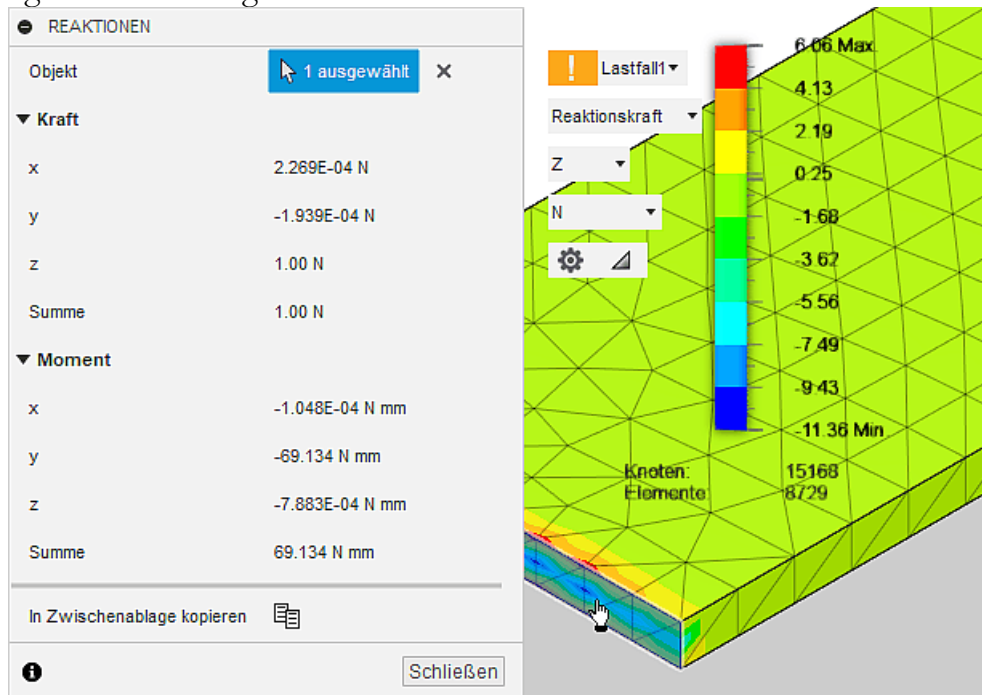 REAKTIONEN
Objekt 1 ausgewählt
Kraft
x 2.269E-04 N
y -1.939E-04 N
z 1.00 N
Summe 1.00 N
Moment
x -1.048E-04 N mm
y -69.134 N mm
z -7.883E-04 N mm
Summe 69.134 N mm
In Zwischenablage kopieren
Schließen
Lastfall1
Reaktionskraft
Z
N
6.06 Max.
4.13
2.19
0.25
-1.68
-3.62
-5.56
-7.49
-9.43
-11.36 Min.
Knoten: 15168
Elemente: 8729